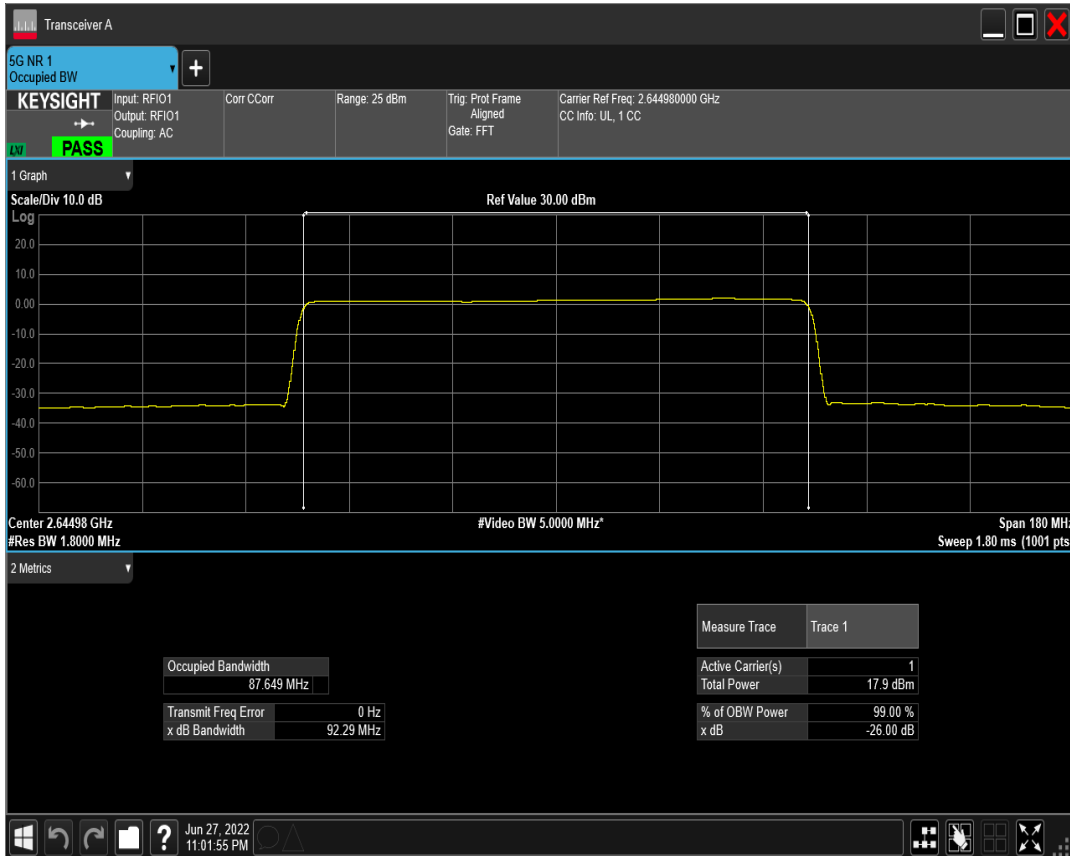 Transceiver A
5G NR 1
Occupied BW
+
KEYSIGHT
LXI
PASS
Input: RFIO1
Output: RFIO1
Coupling: AC
Corr CCorr
Range: 25 dBm
Trig: Prot Frame
Aligned
Gate: FFT
Carrier Ref Freq: 2.644980000 GHz
CC Info: UL, 1 CC
1 Graph
Scale/Div 10.0 dB
Ref Value 30.00 dBm
Log
20.0
10.0
0.00
-10.0
-20.0
-30.0
-40.0
-50.0
-60.0
Center 2.64498 GHz
#Video BW 5.0000 MHz*
Span 180 MHz
#Res BW 1.8000 MHz
Sweep 1.80 ms (1001 pts
2 Metrics
Measure Trace Trace 1
Occupied Bandwidth
87.649 MHz
Active Carrier(s) 1
Total Power 17.9 dBm
Transmit Freq Error 0 Hz
x dB Bandwidth 92.29 MHz
% of OBW Power 99.00 %
x dB -26.00 dB
?
Jun 27, 2022
11:01:55 PM